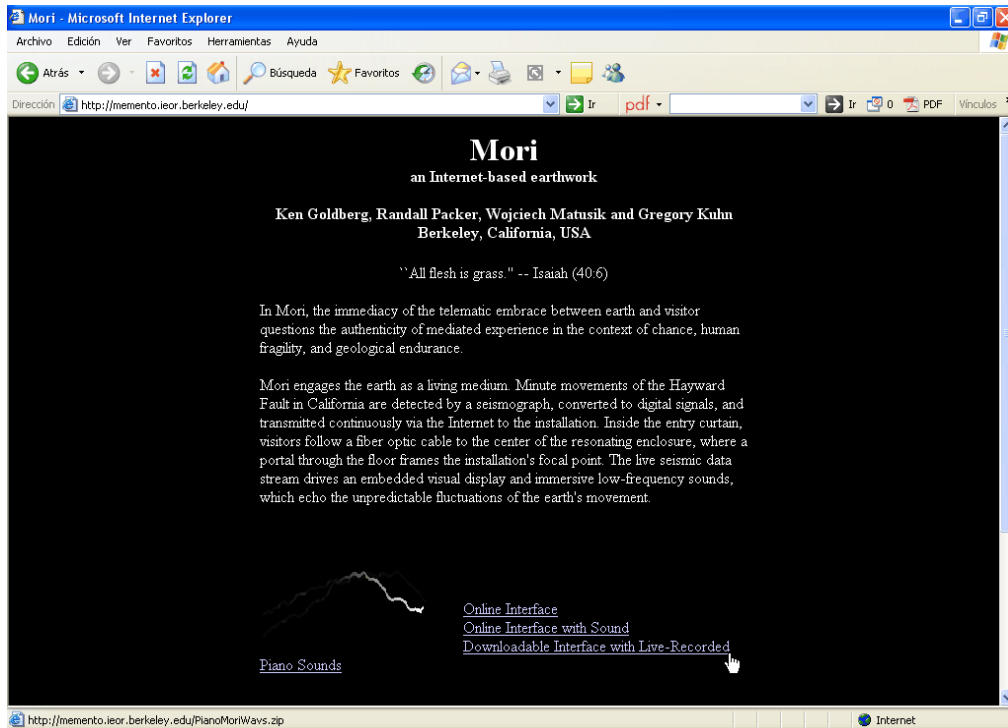 Mori - Microsoft Internet Explorer
Archivo Edición Ver Favoritos Herramientas Ayuda
Atrás Búsqueda Favoritos
Dirección http://memento.ieor.berkeley.edu/ Ir pdf Ir 0 PDF Vínculos
Mori
an Internet-based earthwork
Ken Goldberg, Randall Packer, Wojciech Matusik and Gregory Kuhn
Berkeley, California, USA
``All flesh is grass." -- Isaiah (40:6)
In Mori, the immediacy of the telematic embrace between earth and visitor
questions the authenticity of mediated experience in the context of chance, human
fragility, and geological endurance.
Mori engages the earth as a living medium. Minute movements of the Hayward
Fault in California are detected by a seismograph, converted to digital signals, and
transmitted continuously via the Internet to the installation. Inside the entry curtain,
visitors follow a fiber optic cable to the center of the resonating enclosure, where a
portal through the floor frames the installation's focal point. The live seismic data
stream drives an embedded visual display and immersive low-frequency sounds,
which echo the unpredictable fluctuations of the earth's movement.
Online Interface
Online Interface with Sound
Downloadable Interface with Live-Recorded
Piano Sounds
http://memento.ieor.berkeley.edu/PianoMoriWavs.zip Internet